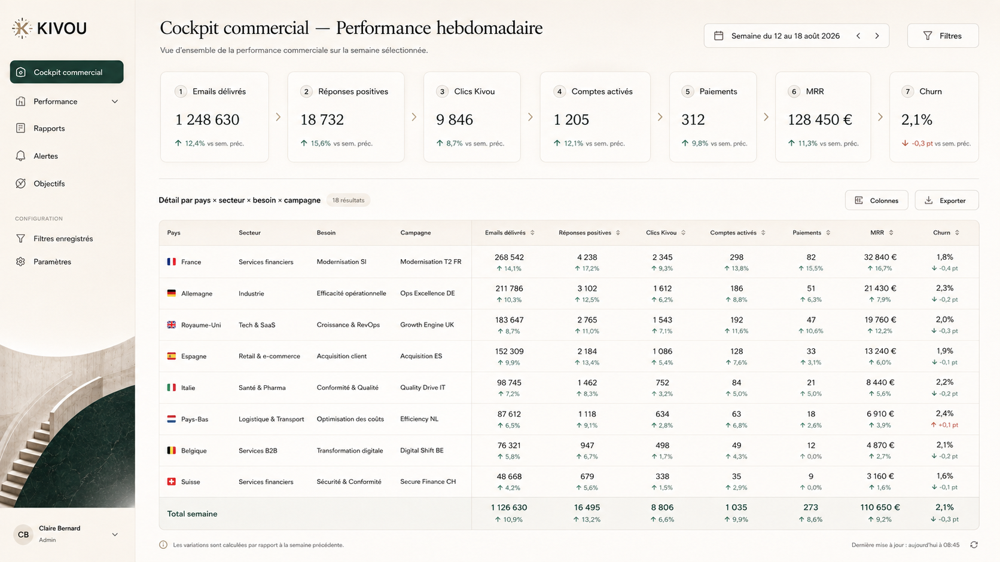 KIVOU
Cockpit commercial
Performance
Rapports
Alertes
Objectifs
CONFIGURATION
Filtres enregistrés
Paramètres
CB
Claire Bernard
Admin
Cockpit commercial — Performance hebdomadaire
Vue d'ensemble de la performance commerciale sur la semaine sélectionnée.
Semaine du 12 au 18 août 2026
Filtres
1 Emails délivrés
1 248 630
↑ 12,4% vs sem. préc.
2 Réponses positives
18 732
↑ 15,6% vs sem. préc.
3 Clics Kivou
9 846
↑ 8,7% vs sem. préc.
4 Comptes activés
1 205
↑ 12,1% vs sem. préc.
5 Paiements
312
↑ 9,8% vs sem. préc.
6 MRR
128 450 €
↑ 11,3% vs sem. préc.
7 Churn
2,1%
↓ -0,3 pt vs sem. préc.
Détail par pays × secteur × besoin × campagne 18 résultats
Colonnes
Exporter
Pays Secteur Besoin Campagne Emails délivrés Réponses positives Clics Kivou Comptes activés Paiements MRR Churn
France Services financiers Modernisation SI Modernisation T2 FR 268 542 4 238 2 345 298 82 32 840 € 1,8%
↑ 14,1% ↑ 17,2% ↑ 9,3% ↑ 13,8% ↑ 15,5% ↑ 16,7% ↓ -0,4 pt
Allemagne Industrie Efficacité opérationnelle Ops Excellence DE 211 786 3 102 1 612 186 51 21 430 € 2,3%
↑ 10,3% ↑ 12,5% ↑ 6,2% ↑ 8,8% ↑ 6,3% ↑ 7,9% ↓ -0,2 pt
Royaume-Uni Tech & SaaS Croissance & RevOps Growth Engine UK 183 647 2 765 1 543 192 47 19 760 € 2,0%
↑ 8,7% ↑ 11,0% ↑ 7,1% ↑ 11,6% ↑ 10,6% ↑ 12,2% ↓ -0,3 pt
Espagne Retail & e-commerce Acquisition client Acquisition ES 152 309 2 184 1 086 128 33 13 240 € 1,9%
↑ 9,9% ↑ 13,4% ↑ 5,4% ↑ 7,6% ↑ 3,1% ↑ 6,0% ↓ -0,1 pt
Italie Santé & Pharma Conformité & Qualité Quality Drive IT 98 745 1 462 752 84 21 8 440 € 2,2%
↑ 7,2% ↑ 8,3% ↑ 3,2% ↑ 5,0% ↑ 5,0% ↑ 5,6% ↓ -0,2 pt
Pays-Bas Logistique & Transport Optimisation des coûts Efficiency NL 87 612 1 118 634 63 18 6 910 € 2,4%
↑ 6,5% ↑ 9,1% ↑ 2,8% ↑ 6,8% ↑ 2,6% ↑ 3,9% ↑ +0,1 pt
Belgique Services B2B Transformation digitale Digital Shift BE 76 321 947 498 49 12 4 870 € 2,1%
↑ 5,8% ↑ 6,7% ↑ 1,7% ↑ 4,3% ↑ 0,0% ↑ 2,7% ↓ -0,2 pt
Suisse Services financiers Sécurité & Conformité Secure Finance CH 48 668 679 338 35 9 3 160 € 1,6%
↑ 4,2% ↑ 5,6% ↑ 1,5% ↑ 2,9% ↑ 0,0% ↑ 1,6% ↓ -0,1 pt
Total semaine 1 126 630 16 495 8 806 1 035 273 110 650 € 2,1%
↑ 10,9% ↑ 13,2% ↑ 6,6% ↑ 9,9% ↑ 8,6% ↑ 9,2% ↓ -0,3 pt
Les variations sont calculées par rapport à la semaine précédente.
Dernière mise à jour : aujourd'hui à 08:45